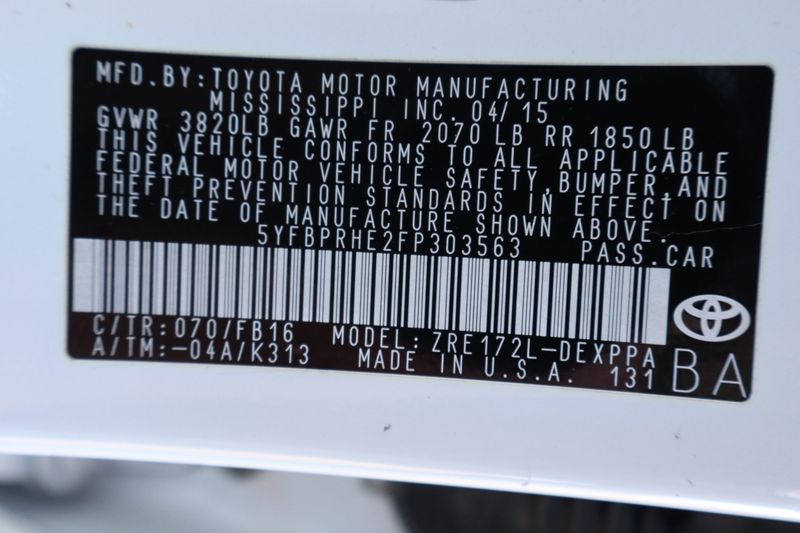 MFD.BY:TOYOTA MOTOR MANUFACTURING
MISSISSIPPI INC. 04/15
GVWR 3820LB GAWR FR 2070 LB RR 1850LB
THIS VEHICLE CONFORMS TO ALL APPLICABLE
FEDERAL MOTOR VEHICLE SAFETY,BUMPER,AND
THEFT PREVENTION STANDARDS IN EFFECT ON
THE DATE OF MANUFACTURE SHOWN ABOVE.
5YFBPRHE2FP303563 PASS.CAR
C/TR:070/FB16 MODEL:ZRE172L-DEXPPA
A/TM:-04A/K313 MADE IN U.S.A. 131 BA